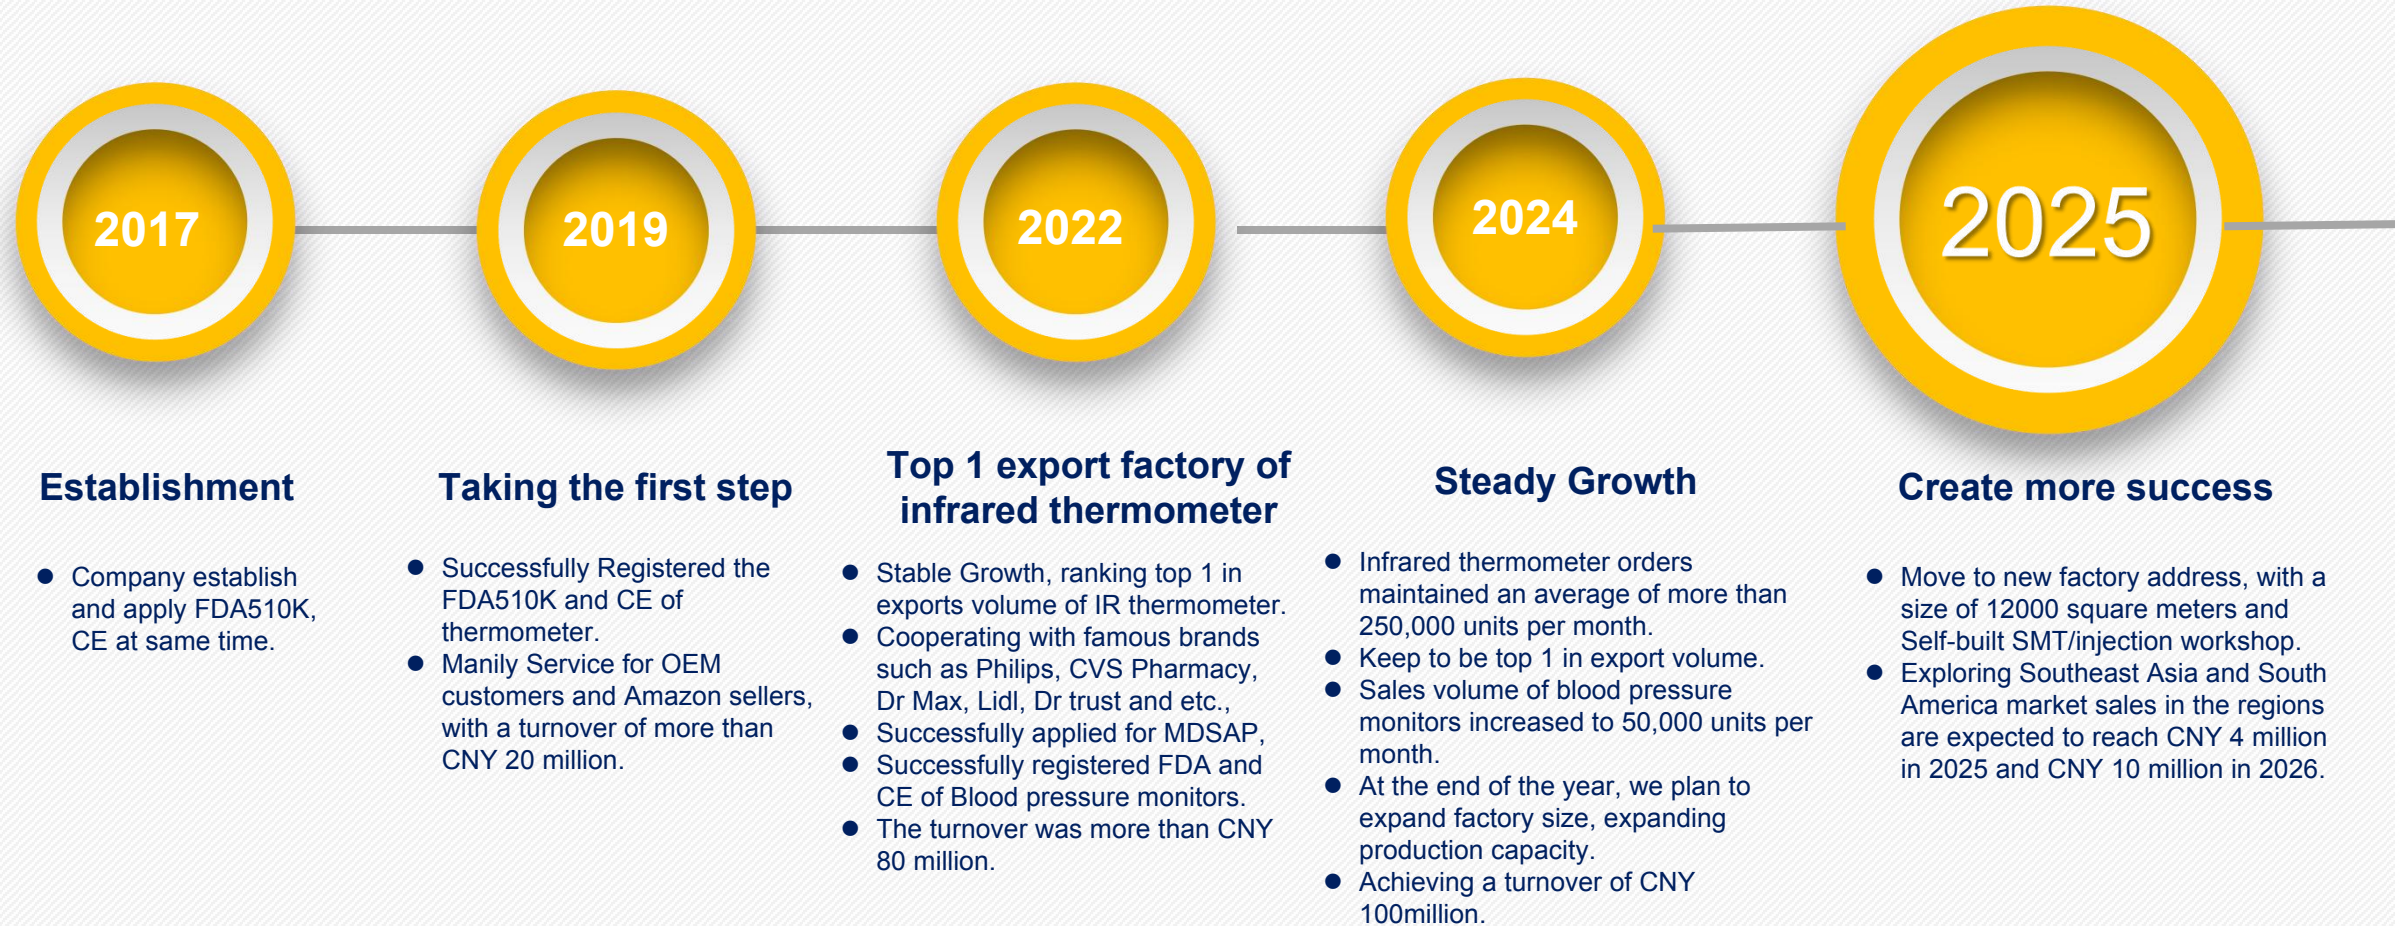 2017
2019
2022
2024
2025
Establishment
● Company establish
and apply FDA510K,
CE at same time.
Taking the first step
● Successfully Registered the
FDA510K and CE of
thermometer.
● Manily Service for OEM
customers and Amazon sellers,
with a turnover of more than
CNY 20 million.
Top 1 export factory of
infrared thermometer
● Stable Growth, ranking top 1 in
exports volume of IR thermometer.
● Cooperating with famous brands
such as Philips, CVS Pharmacy,
Dr Max, Lidl, Dr trust and etc.,
● Successfully applied for MDSAP,
● Successfully registered FDA and
CE of Blood pressure monitors.
● The turnover was more than CNY
80 million.
Steady Growth
● Infrared thermometer orders
maintained an average of more than
250,000 units per month.
● Keep to be top 1 in export volume.
● Sales volume of blood pressure
monitors increased to 50,000 units per
month.
● At the end of the year, we plan to
expand factory size, expanding
production capacity.
● Achieving a turnover of CNY
100million.
Create more success
● Move to new factory address, with a
size of 12000 square meters and
Self-built SMT/injection workshop.
● Exploring Southeast Asia and South
America market sales in the regions
are expected to reach CNY 4 million
in 2025 and CNY 10 million in 2026.